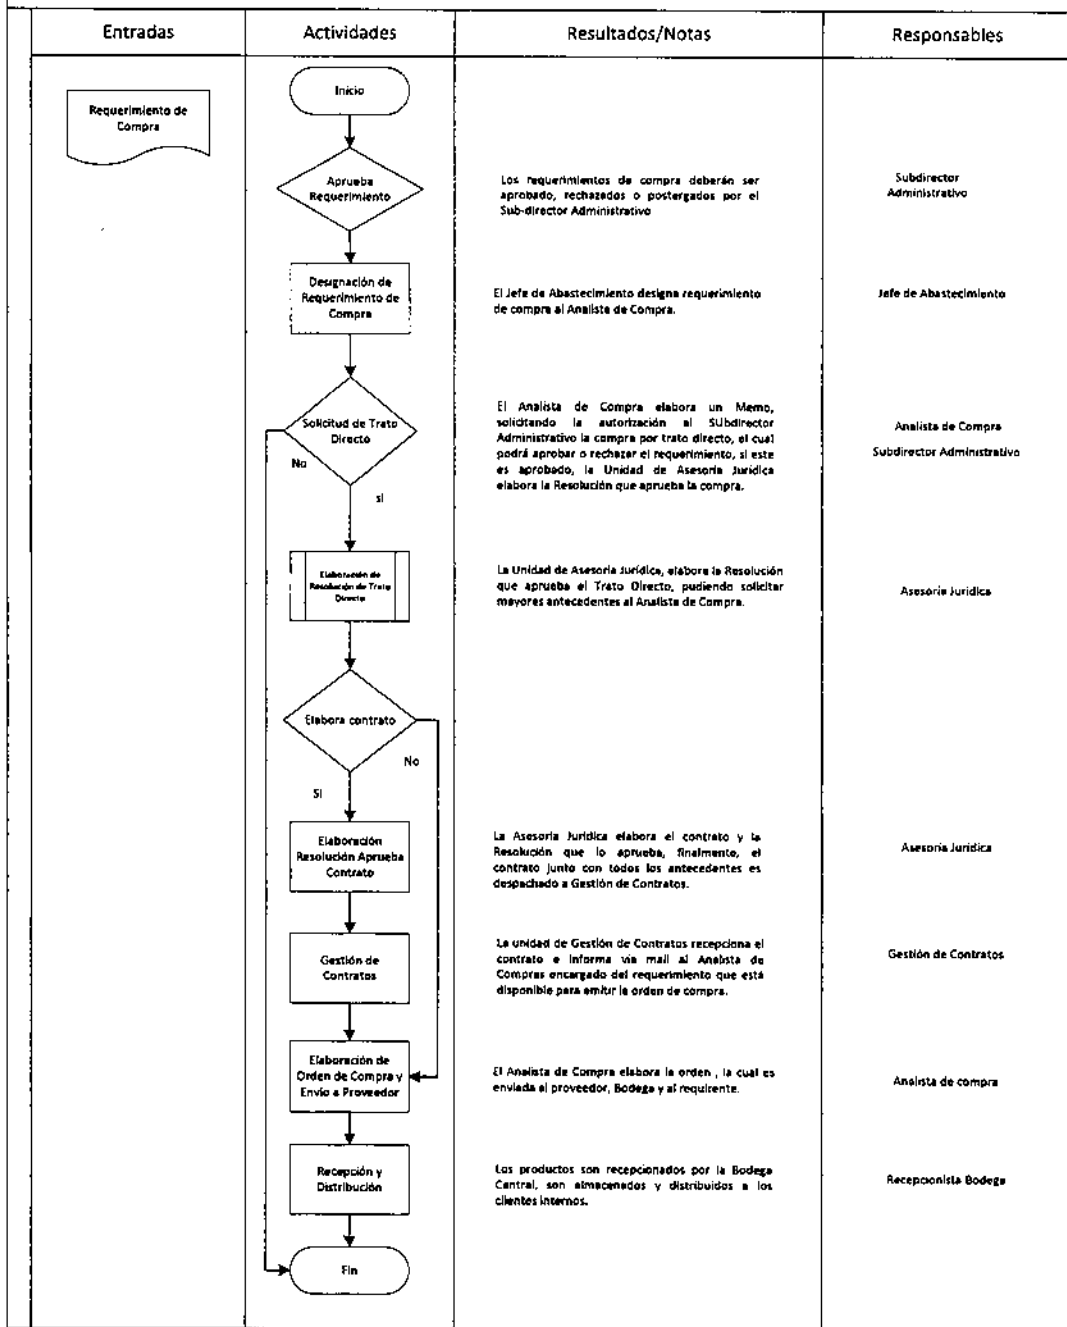 Entradas
Actividades
Resultados/Notas
Responsables
Inicio
Requerimiento de
Compra
Aprueba
Requerimiento
Los requerimientos de compra deberán ser
aprobado, rechazados o postergados por el
Sub-director Administrativo
Subdirector
Administrativo
Designación de
Requerimiento de
Compra
El Jefe de Abastecimiento designa requerimiento
de compra al Analista de Compra.
Jefe de Abastecimiento
Solicitud de Trato
Directo
No
si
El Analista de Compra elabora un Memo,
solicitando la autorización al SUbdirector
Administrativo la compra por trato directo, el cual
podrá aprobar o rechazar el requerimiento, si este
es aprobado, la Unidad de Asesoría Jurídica
elabora la Resolución que aprueba la compra.
Analista de Compra
Subdirector Administrativo
Elaboración de
Resolución de Trato
Directo
La Unidad de Asesoría Jurídica, elabora la Resolución
que aprueba el Trato Directo, pudiendo solicitar
mayores antecedentes al Analista de Compra.
Asesoría Jurídica
Elabora contrato
No
Si
Elaboración
Resolución Aprueba
Contrato
La Asesoría Jurídica elabora el contrato y la
Resolución que lo aprueba, finalmente, el
contrato junto con todos los antecedentes es
despachado a Gestión de Contratos.
Asesoría Jurídica
Gestión de
Contratos
La unidad de Gestión de Contratos recepciona el
contrato e informa vía mail al Analista de
Compras encargado del requerimiento que está
disponible para emitir la orden de compra.
Gestión de Contratos
Elaboración de
Orden de Compra y
Envío a Proveedor
El Analista de Compra elabora la orden , la cual es
enviada al proveedor, Bodega y al requirente.
Analista de compra
Recepción y
Distribución
Los productos son recepcionados por la Bodega
Central, son almacenados y distribuidos a los
clientes internos.
Recepcionista Bodega
Fin